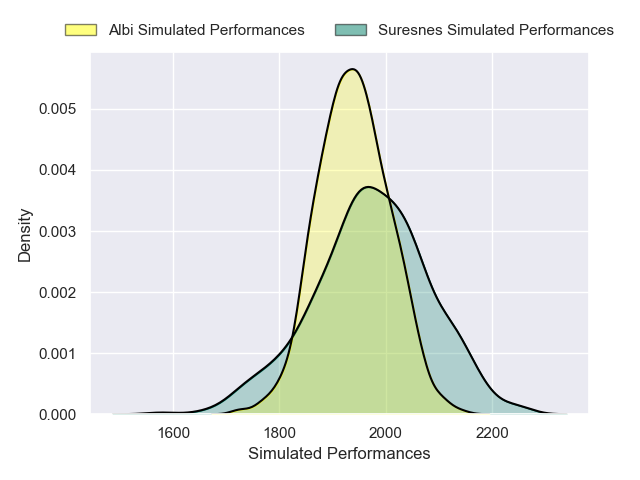 Albi Simulated Performances
Suresnes Simulated Performances
0.005
0.004
0.003
0.002
0.001
0.000
Density
1600
1800
2000
2200
Simulated Performances